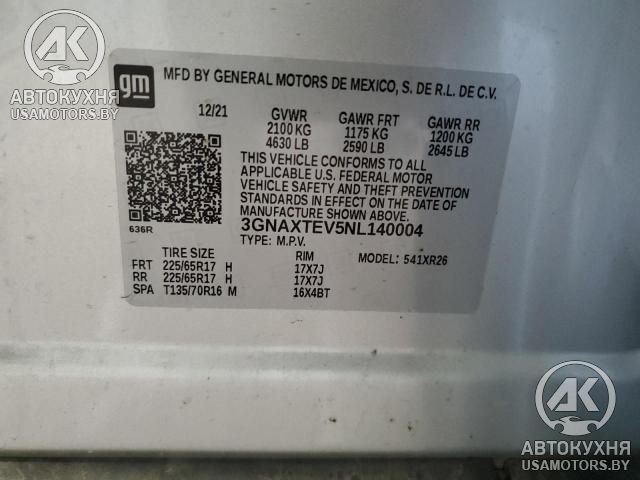 AK
АВТОКУХНЯ
USAMOTORS.BY
gm
MFD BY GENERAL MOTORS DE MEXICO, S. DE R.L. DE C.V.
12/21 GVWR GAWR FRT GAWR RR
2100 KG 1175 KG 1200 KG
4630 LB 2590 LB 2645 LB
THIS VEHICLE CONFORMS TO ALL
APPLICABLE U.S. FEDERAL MOTOR
VEHICLE SAFETY AND THEFT PREVENTION
STANDARDS IN EFFECT ON THE DATE OF
MANUFACTURE SHOWN ABOVE.
636R
3GNAXTEV5NL140004
TYPE: M.P.V. MODEL: 541XR26
TIRE SIZE RIM
FRT 225/65R17 H 17X7J
RR 225/65R17 H 17X7J
SPA T135/70R16 M 16X4BT
AK
АВТОКУХНЯ
USAMOTORS.BY